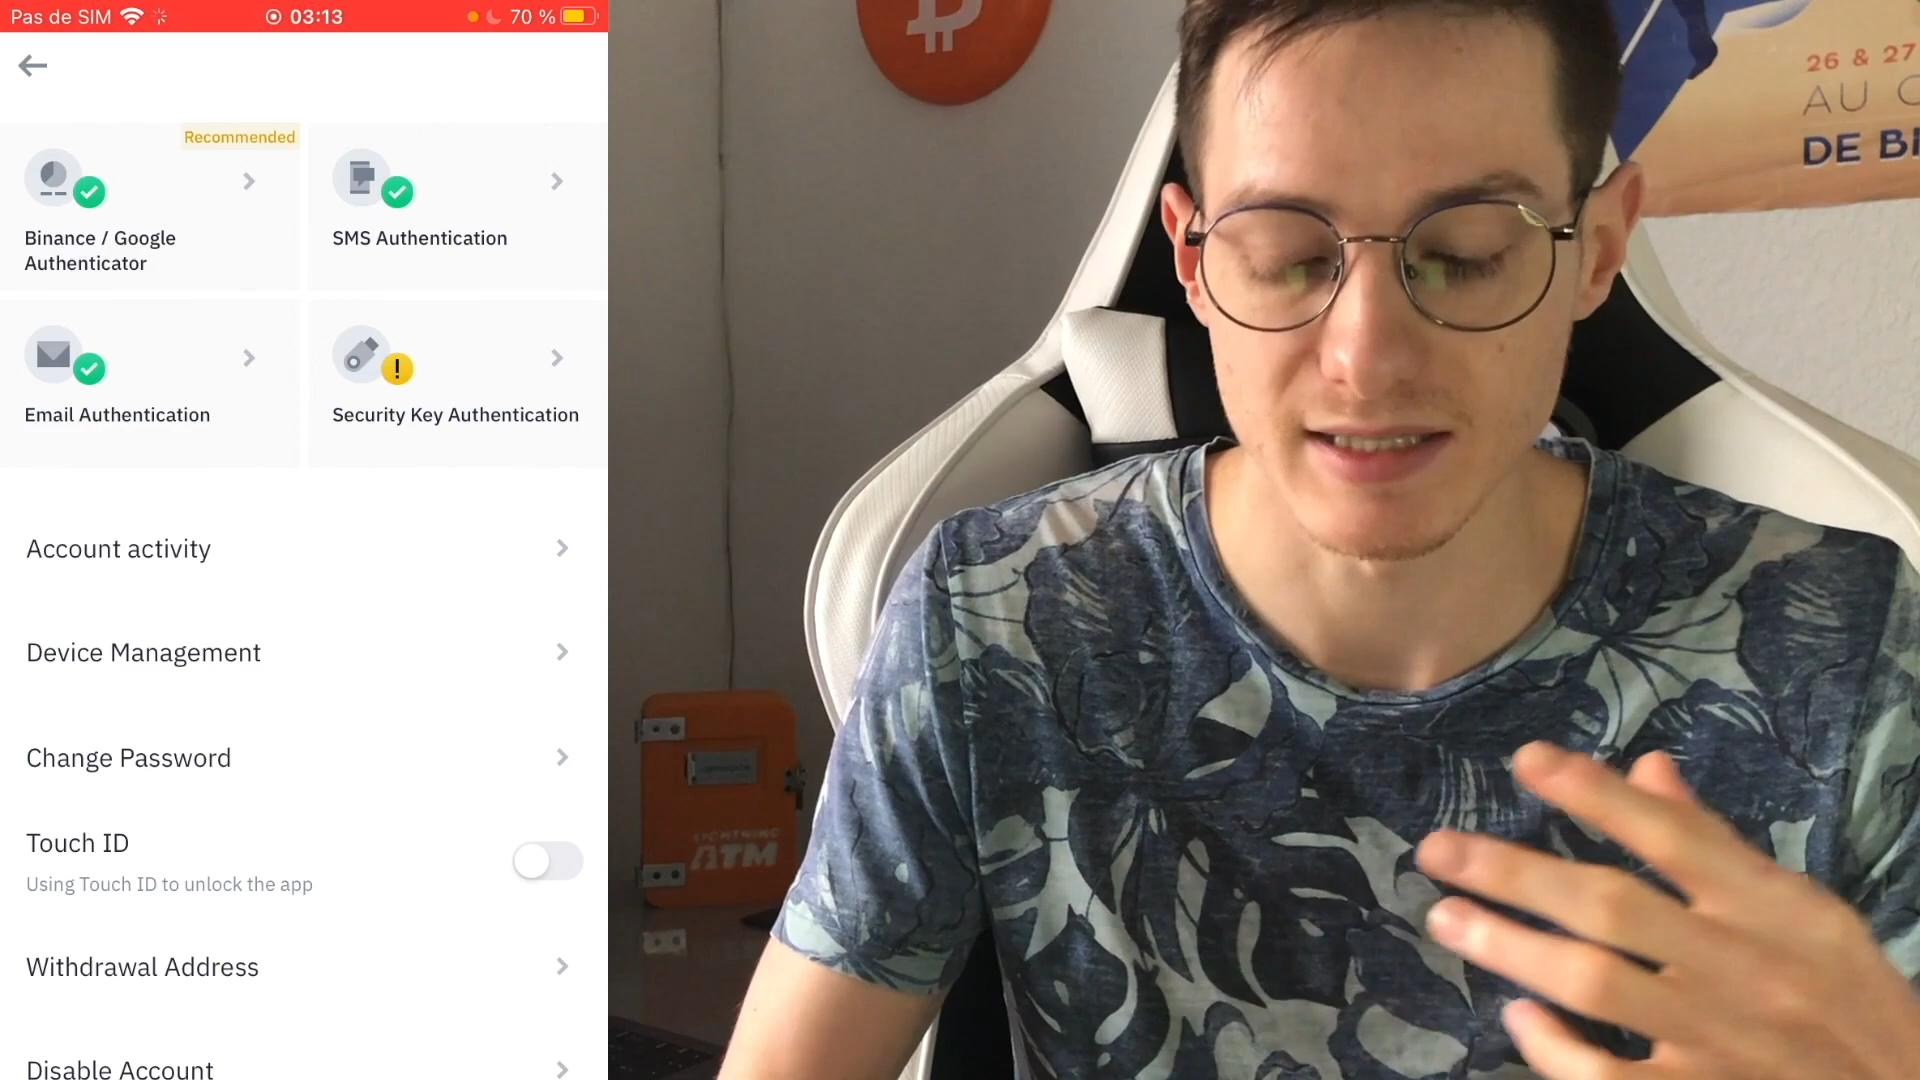 Pas de SIM
03:13
70 %
Recommended
Binance / Google
Authenticator
SMS Authentication
Email Authentication
Security Key Authentication
Account activity
Device Management
Change Password
Touch ID
Using Touch ID to unlock the app
Withdrawal Address
Disable Account
26 & 27
AU
DE
LIGHTNING
ATM